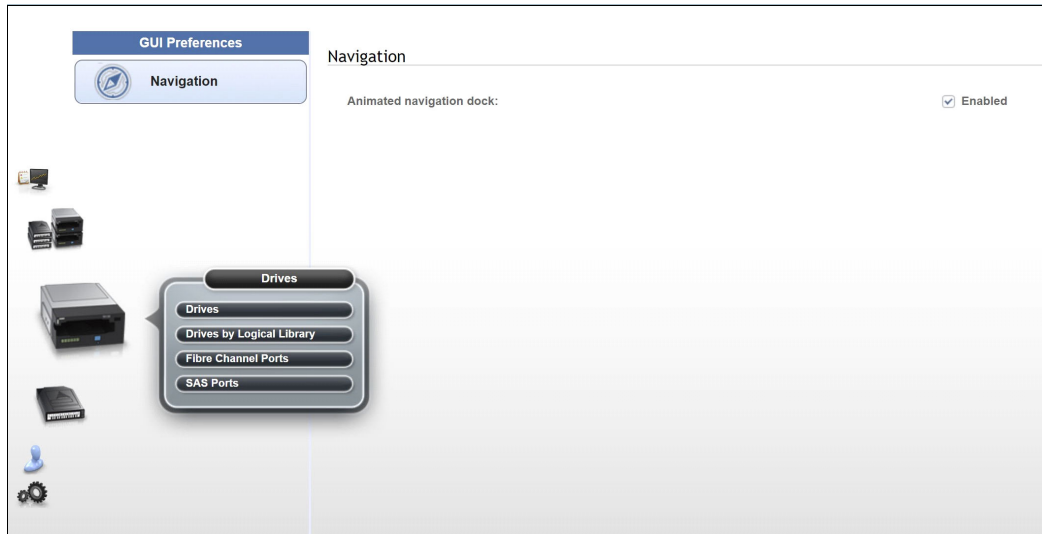 GUI Preferences
Navigation
Navigation
Animated navigation dock:
Enabled
Drives
Drives
Drives by Logical Library
Fibre Channel Ports
SAS Ports